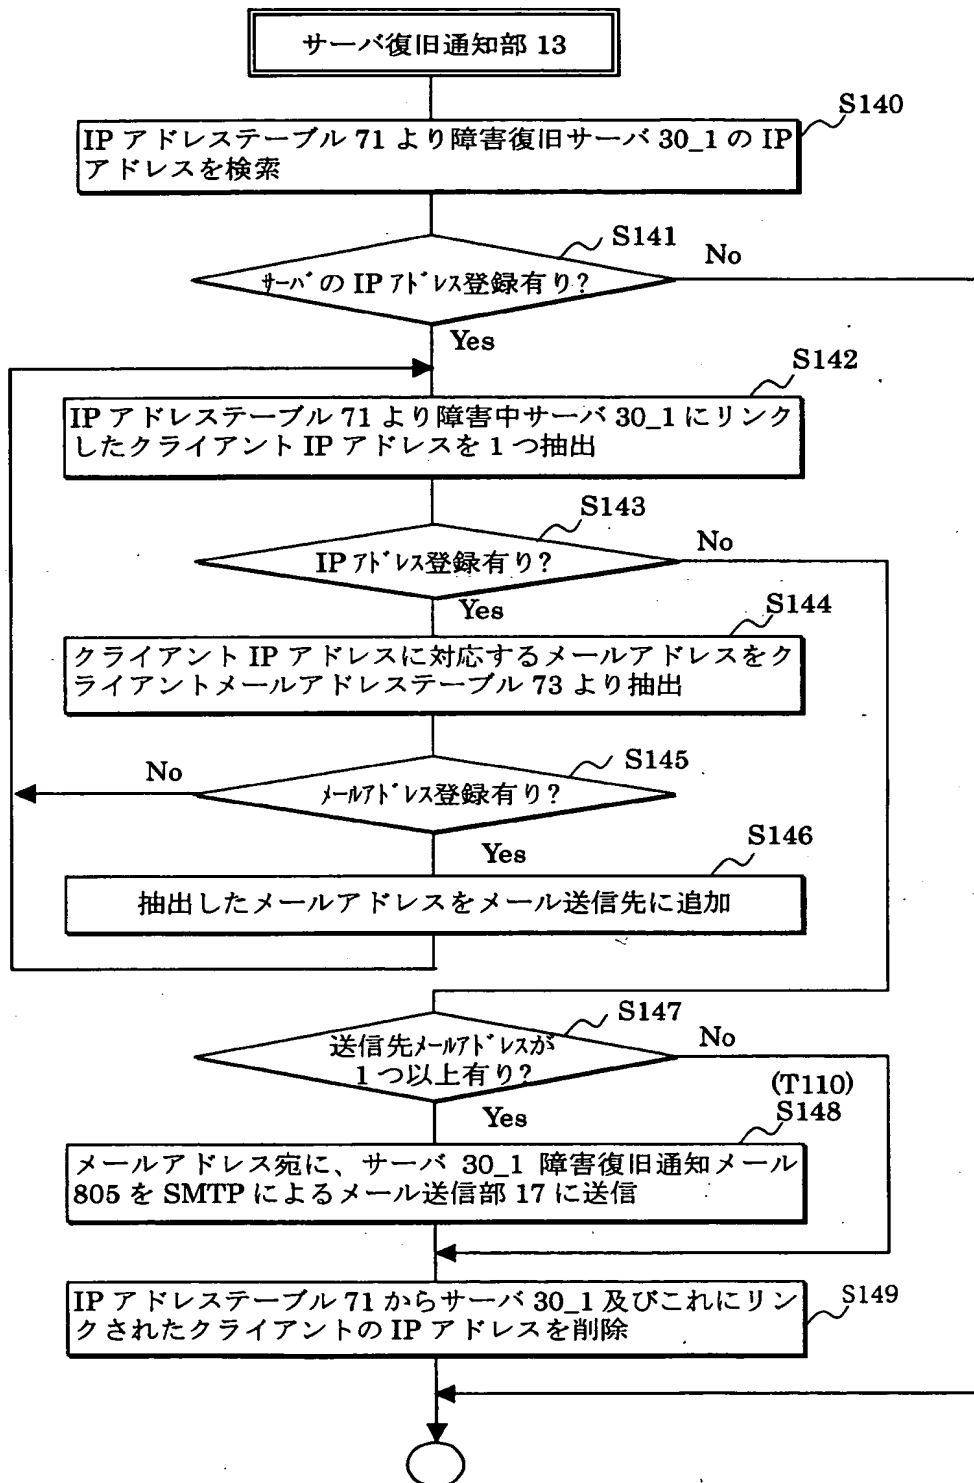 サーバ復旧通知部 13
S140
IP アドレステーブル 71 より障害復旧サーバ 30_1 の IP
アドレスを検索
S141
No
サーバの IP アドレス登録有り?
Yes
S142
IP アドレステーブル 71 より障害中サーバ 30_1 にリンク
したクライアント IP アドレスを 1 つ抽出
S143
No
IP アドレス登録有り?
Yes
S144
クライアント IP アドレスに対応するメールアドレスをク
ライアントメールアドレステーブル 73 より抽出
S145
No
メールアドレス登録有り?
Yes
S146
抽出したメールアドレスをメール送信先に追加
S147
No
送信先メールアドレスが
1 つ以上有り?
(T110)
Yes
S148
メールアドレス宛に、サーバ 30_1 障害復旧通知メール
805 を SMTP によるメール送信部 17 に送信
S149
IP アドレステーブル 71 からサーバ 30_1 及びこれにリン
クされたクライアントの IP アドレスを削除